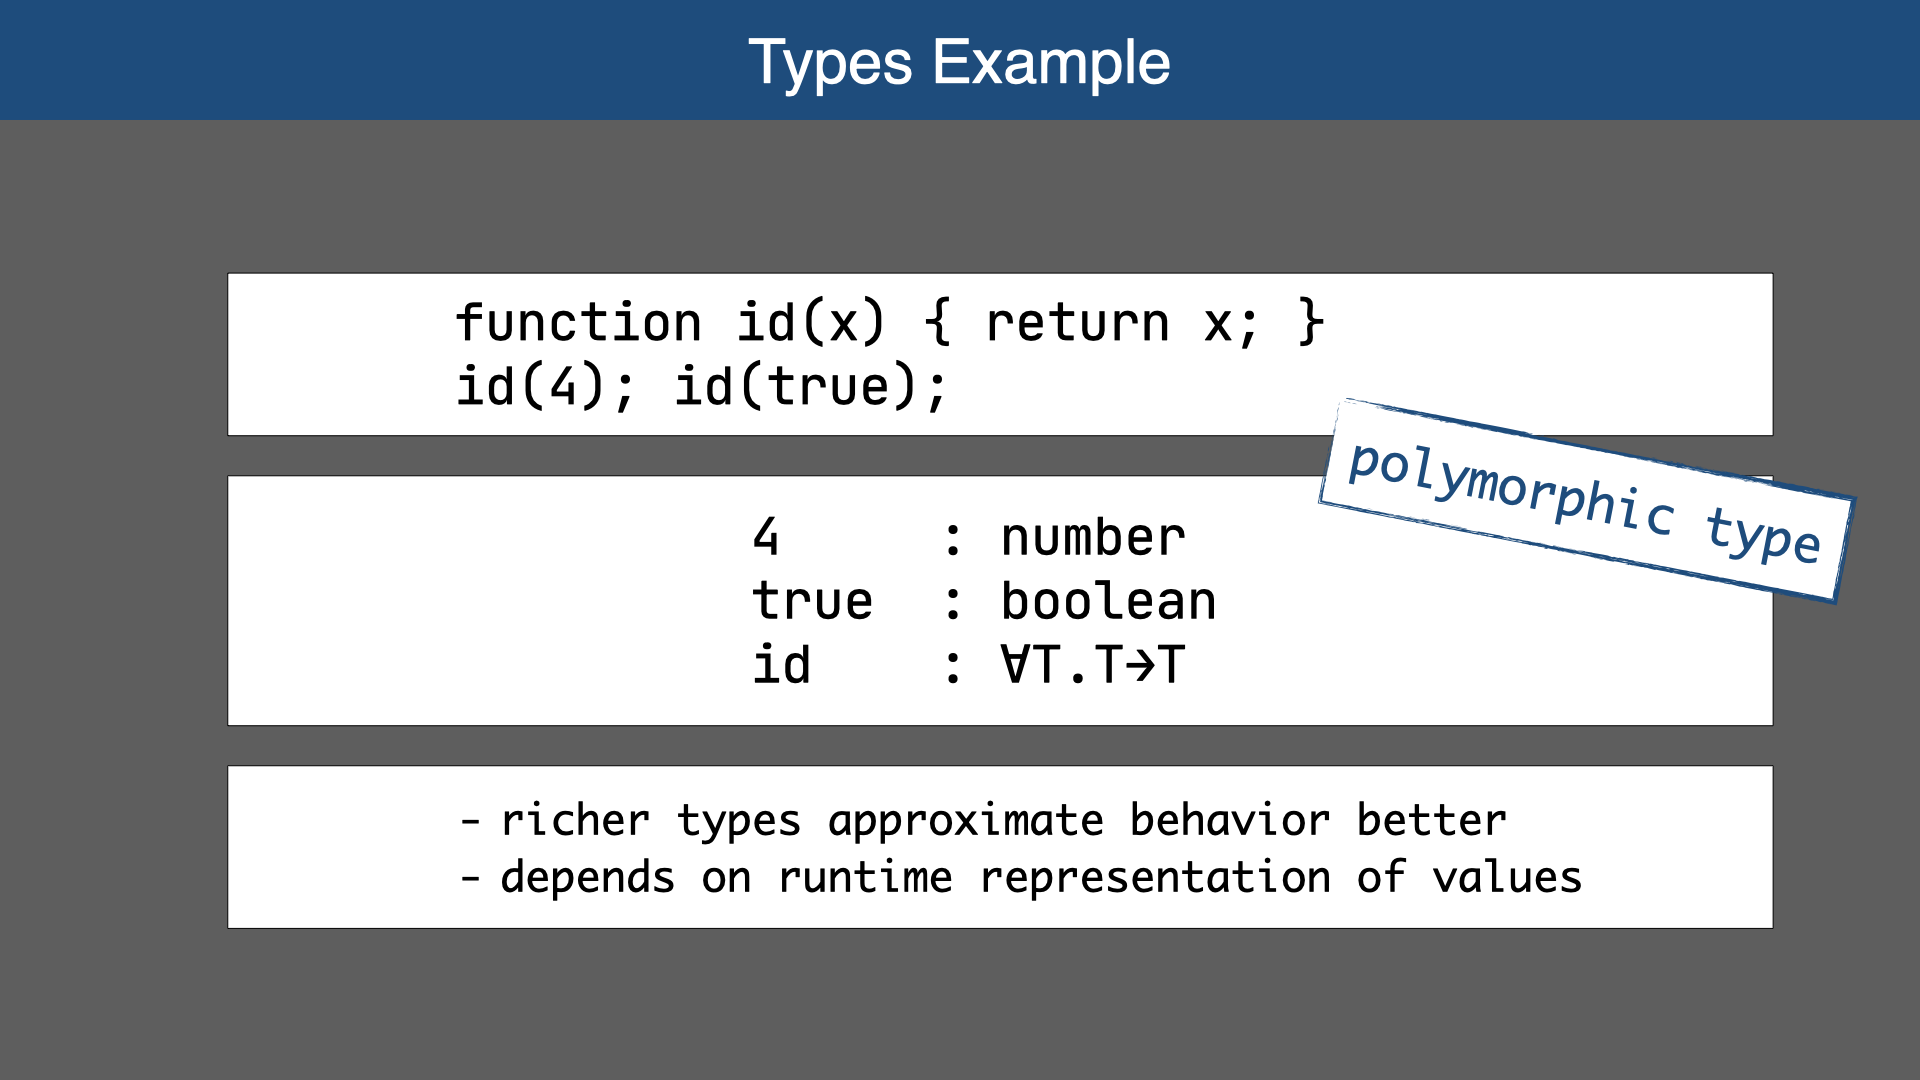 Types Example
function id(x) { return x; }
id(4); id(true);
polymorphic type
4 : number
true : boolean
id : ∀T.T→T
- richer types approximate behavior better
- depends on runtime representation of values